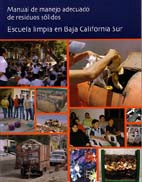 Manual de manejo adecuado
de residuos sólidos
Escuela limpia en Baja California Sur